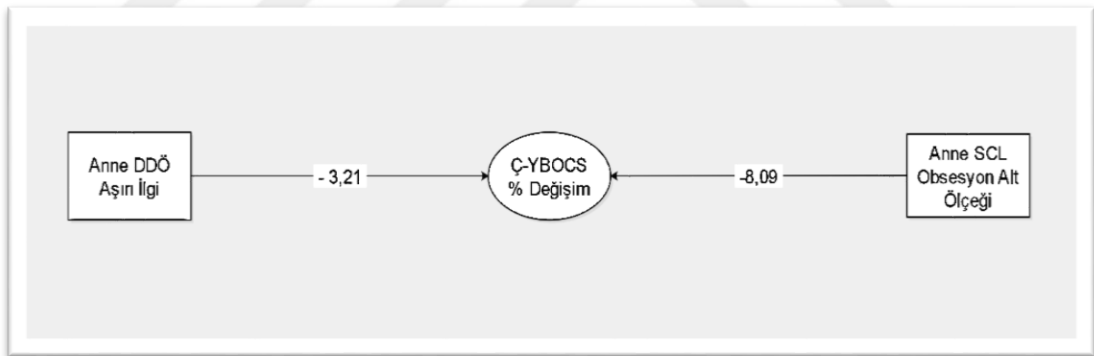 Anne DDÖ
Aşırı İlgi
- 3,21
Ç-YBOCS
% Değişim
-8,09
Anne SCL
Obsesyon Alt
Ölçeği